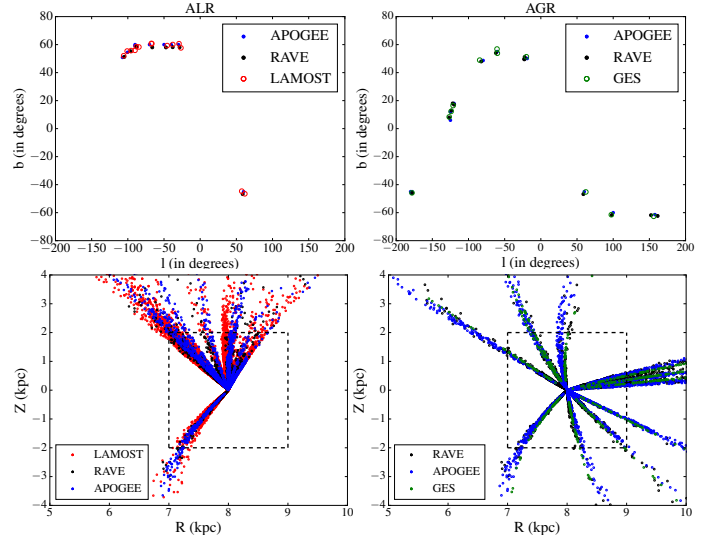 ALR
AGR
80
60
40
20
0
−20
−40
−60
−80
b (in degrees)
APOGEE
RAVE
LAMOST
−200 −150 −100 −50 0 50 100 150 200
l (in degrees)
80
60
40
20
0
−20
−40
−60
−80
b (in degrees)
APOGEE
RAVE
GES
−200 −150 −100 −50 0 50 100 150 200
l (in degrees)
4
3
2
1
0
−1
−2
−3
−4
Z (kpc)
LAMOST
RAVE
APOGEE
5 6 7 8 9 10
R (kpc)
4
3
2
1
0
−1
−2
−3
−4
Z (kpc)
RAVE
APOGEE
GES
5 6 7 8 9 10
R (kpc)